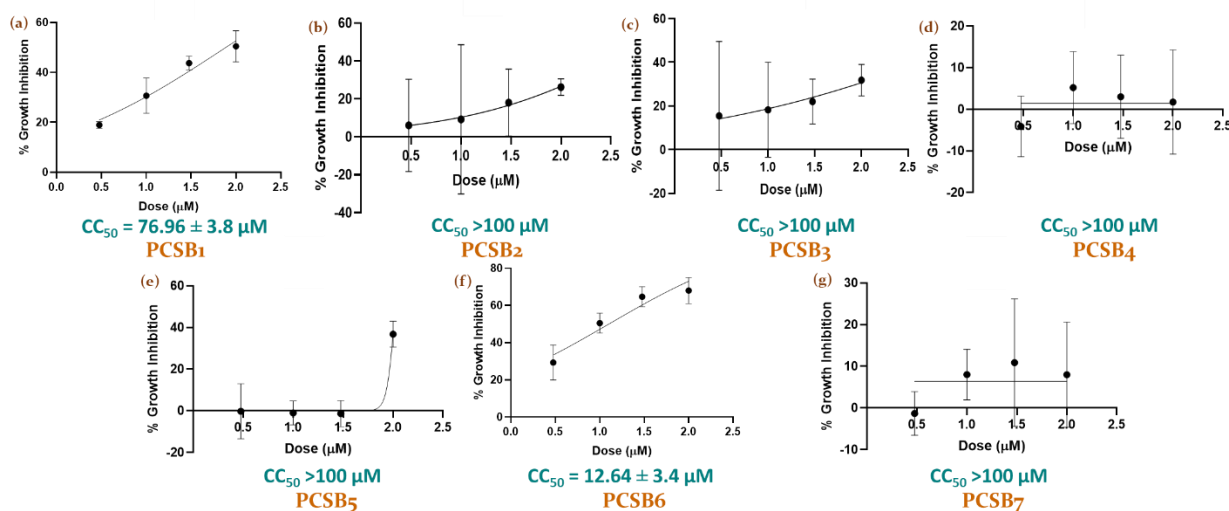 (a)
% Growth Inhibition
60
40
20
0
0.0 0.5 1.0 1.5 2.0 2.5
Dose (μM)
CC50 = 76.96 ± 3.8 μM
PCSB1
(b)
% Growth Inhibition
60
40
20
0
-20
-40
0.5 1.0 1.5 2.0 2.5
Dose (μM)
CC50 >100 μM
PCSB2
(c)
% Growth Inhibition
60
40
20
0
-20
0.5 1.0 1.5 2.0 2.5
Dose (μM)
CC50 >100 μM
PCSB3
(d)
% Growth Inhibition
20
10
0
-10
-20
0.5 1.0 1.5 2.0 2.5
Dose (μM)
CC50 >100 μM
PCSB4
(e)
% Growth Inhibition
60
40
20
0
-20
0.5 1.0 1.5 2.0 2.5
Dose (μM)
CC50 >100 μM
PCSB5
(f)
% Growth Inhibition
80
60
40
20
0
0.0 0.5 1.0 1.5 2.0 2.5
Dose (μM)
CC50 = 12.64 ± 3.4 μM
PCSB6
(g)
% Growth Inhibition
30
20
10
0
-10
0.5 1.0 1.5 2.0 2.5
Dose (μM)
CC50 >100 μM
PCSB7